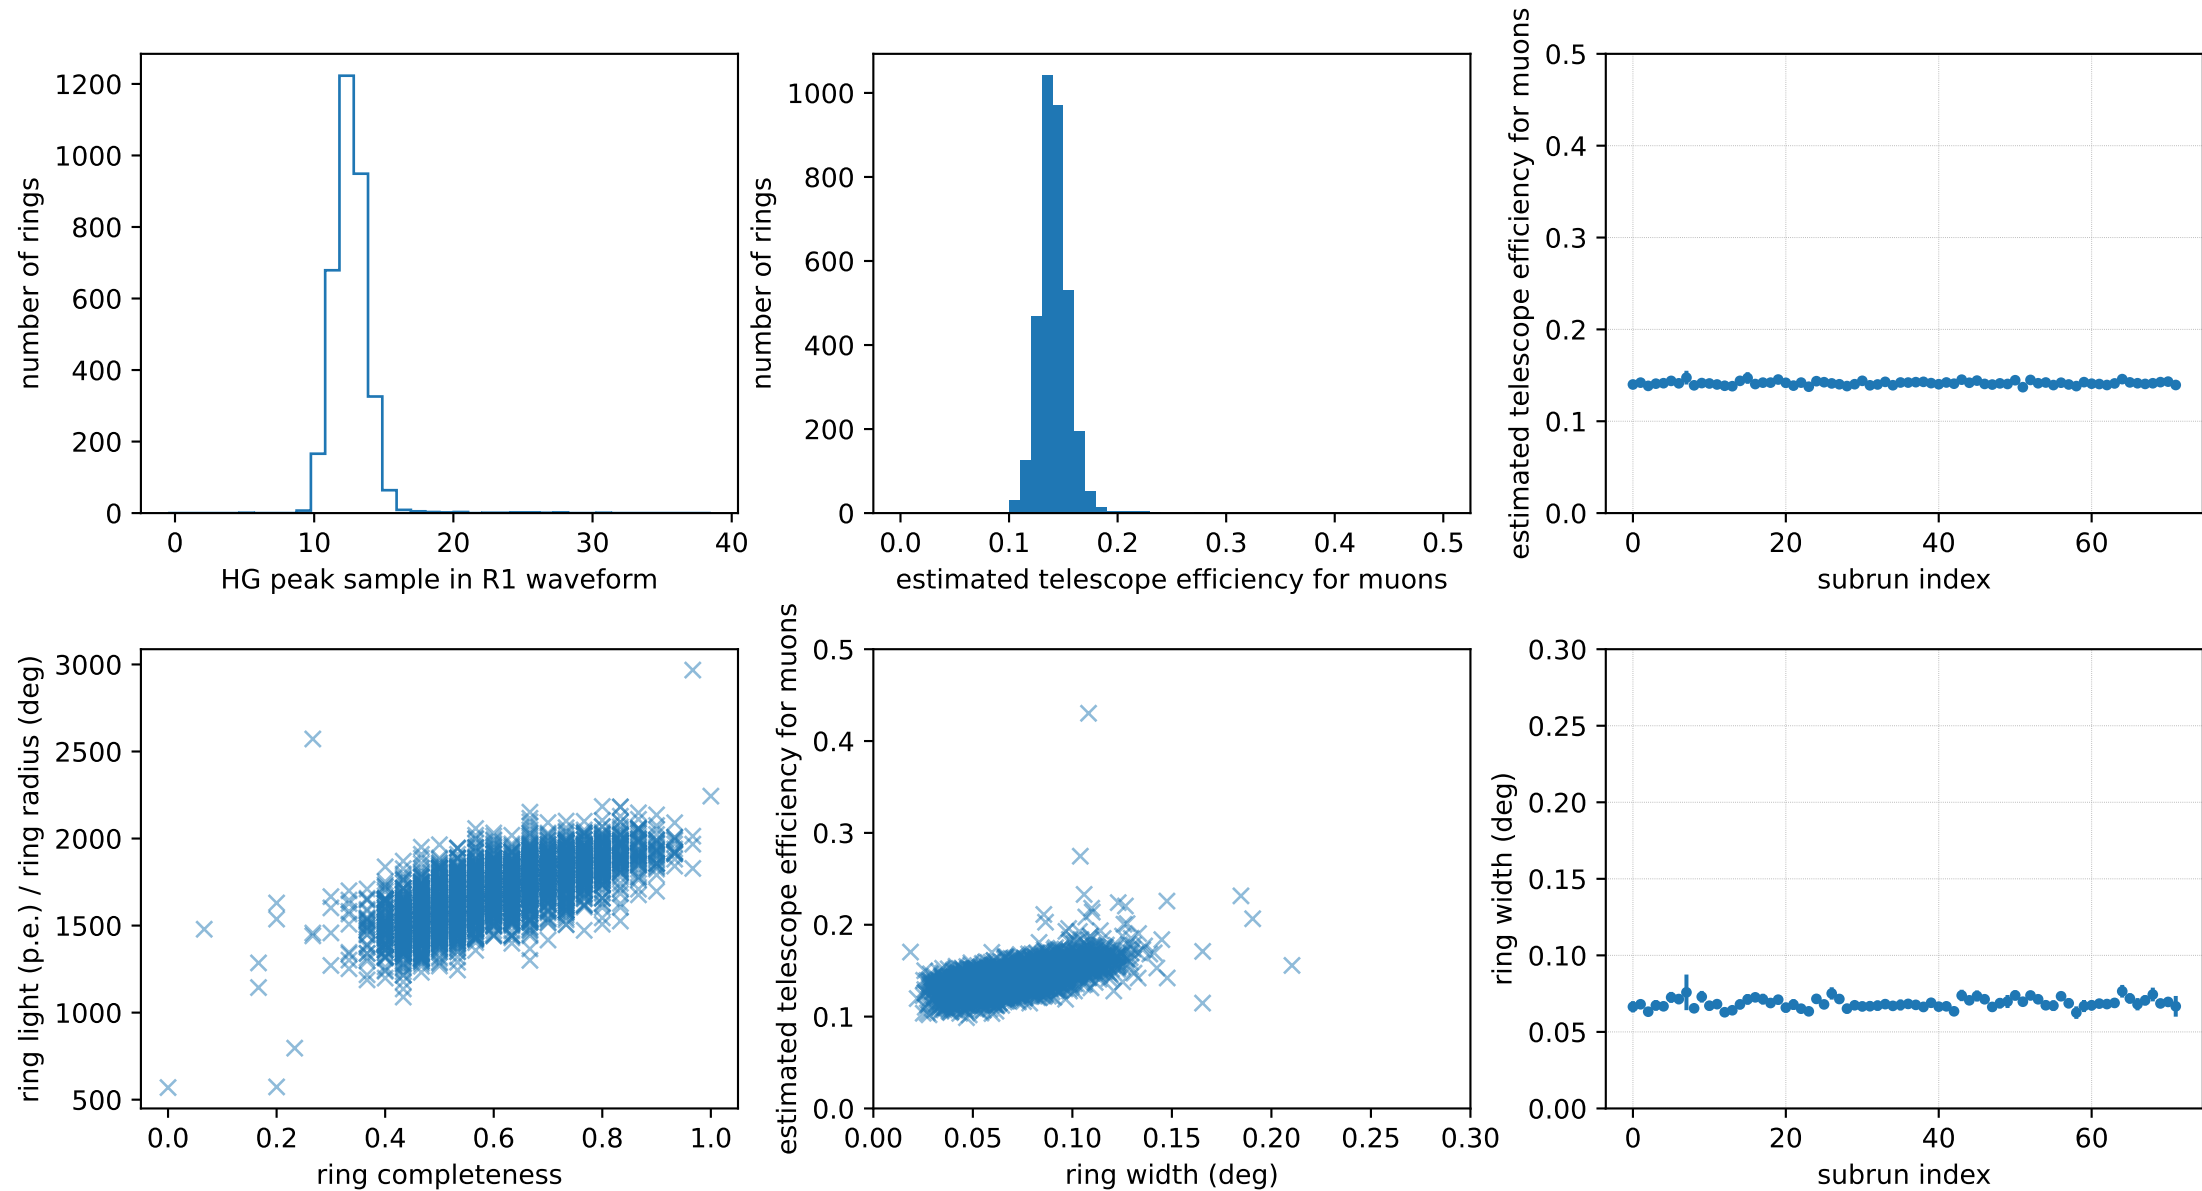 number of rings
1200
1000
800
600
400
200
0
0 10 20 30 40
HG peak sample in R1 waveform
number of rings
1000
800
600
400
200
0
0.0 0.1 0.2 0.3 0.4 0.5
estimated telescope efficiency for muons
estimated telescope efficiency for muons
0.5
0.4
0.3
0.2
0.1
0.0
0 20 40 60
subrun index
ring light (p.e.) / ring radius (deg)
3000
2500
2000
1500
1000
500
0.0 0.2 0.4 0.6 0.8 1.0
ring completeness
estimated telescope efficiency for muons
0.5
0.4
0.3
0.2
0.1
0.0
0.00 0.05 0.10 0.15 0.20 0.25 0.30
ring width (deg)
ring width (deg)
0.30
0.25
0.20
0.15
0.10
0.05
0.00
0 20 40 60
subrun index